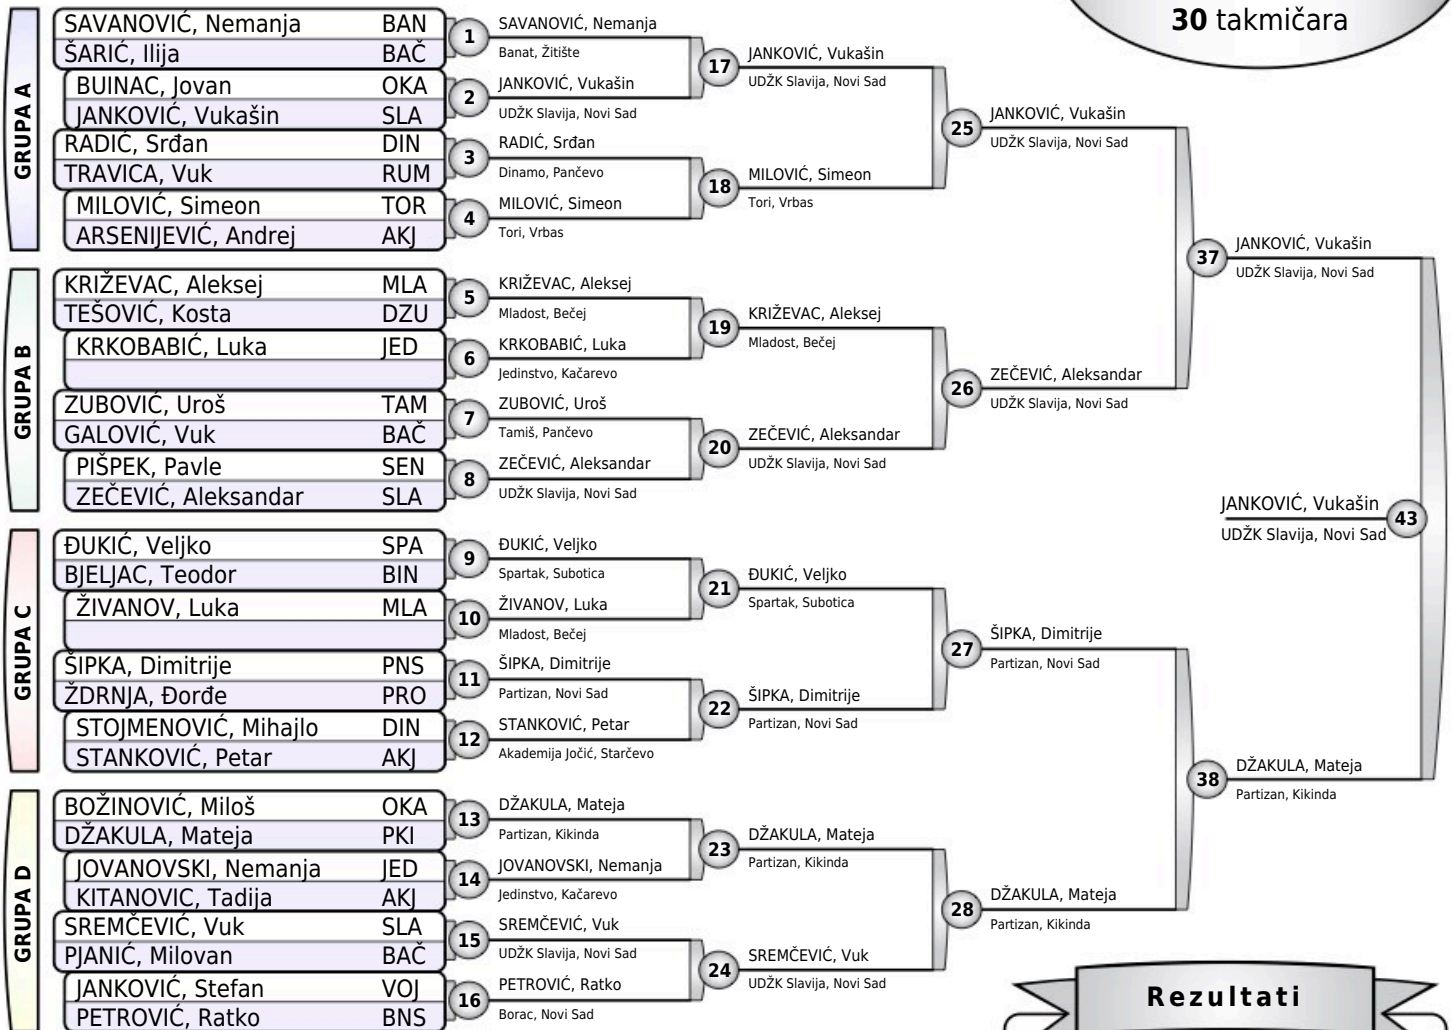 30 takmičara
GRUPA A
SAVANOVIĆ, Nemanja BAN
ŠARIĆ, Ilija BAČ
BUINAC, Jovan OKA
JANKOVIĆ, Vukašin SLA
RADIĆ, Srđan DIN
TRAVICA, Vuk RUM
MILOVIĆ, Simeon TOR
ARSENIJEVIĆ, Andrej AKJ
GRUPA B
KRIŽEVAC, Aleksej MLA
TEŠOVIĆ, Kosta DZU
KRKOBABIĆ, Luka JED
ZUBOVIĆ, Uroš TAM
GALOVIĆ, Vuk BAČ
PIŠPEK, Pavle SEN
ZEČEVIĆ, Aleksandar SLA
GRUPA C
ĐUKIĆ, Veljko SPA
BJELJAC, Teodor BIN
ŽIVANOV, Luka MLA
ŠIPKA, Dimitrije PNS
ŽDRNJA, Đorđe PRO
STOJMENOVIĆ, Mihajlo DIN
STANKOVIĆ, Petar AKJ
GRUPA D
BOŽINOVIĆ, Miloš OKA
DŽAKULA, Mateja PKI
JOVANOVSKI, Nemanja JED
KITANOVIC, Tadija AKJ
SREMČEVIĆ, Vuk SLA
PJANIĆ, Milovan BAČ
JANKOVIĆ, Stefan VOJ
PETROVIĆ, Ratko BNS
1
SAVANOVIĆ, Nemanja
Banat, Žitište
2
JANKOVIĆ, Vukašin
UDŽK Slavija, Novi Sad
3
RADIĆ, Srđan
Dinamo, Pančevo
4
MILOVIĆ, Simeon
Tori, Vrbas
5
KRIŽEVAC, Aleksej
Mladost, Bečej
6
KRKOBABIĆ, Luka
Jedinstvo, Kačarevo
7
ZUBOVIĆ, Uroš
Tamiš, Pančevo
8
ZEČEVIĆ, Aleksandar
UDŽK Slavija, Novi Sad
9
ĐUKIĆ, Veljko
Spartak, Subotica
10
ŽIVANOV, Luka
Mladost, Bečej
11
ŠIPKA, Dimitrije
Partizan, Novi Sad
12
STANKOVIĆ, Petar
Akademija Jočić, Starčevo
13
DŽAKULA, Mateja
Partizan, Kikinda
14
JOVANOVSKI, Nemanja
Jedinstvo, Kačarevo
15
SREMČEVIĆ, Vuk
UDŽK Slavija, Novi Sad
16
PETROVIĆ, Ratko
Borac, Novi Sad
17
JANKOVIĆ, Vukašin
UDŽK Slavija, Novi Sad
18
MILOVIĆ, Simeon
Tori, Vrbas
19
KRIŽEVAC, Aleksej
Mladost, Bečej
20
ZEČEVIĆ, Aleksandar
UDŽK Slavija, Novi Sad
21
ĐUKIĆ, Veljko
Spartak, Subotica
22
ŠIPKA, Dimitrije
Partizan, Novi Sad
23
DŽAKULA, Mateja
Partizan, Kikinda
24
SREMČEVIĆ, Vuk
UDŽK Slavija, Novi Sad
25
JANKOVIĆ, Vukašin
UDŽK Slavija, Novi Sad
26
ZEČEVIĆ, Aleksandar
UDŽK Slavija, Novi Sad
27
ŠIPKA, Dimitrije
Partizan, Novi Sad
28
DŽAKULA, Mateja
Partizan, Kikinda
37
JANKOVIĆ, Vukašin
UDŽK Slavija, Novi Sad
38
DŽAKULA, Mateja
Partizan, Kikinda
JANKOVIĆ, Vukašin
43
UDŽK Slavija, Novi Sad
Rezultati